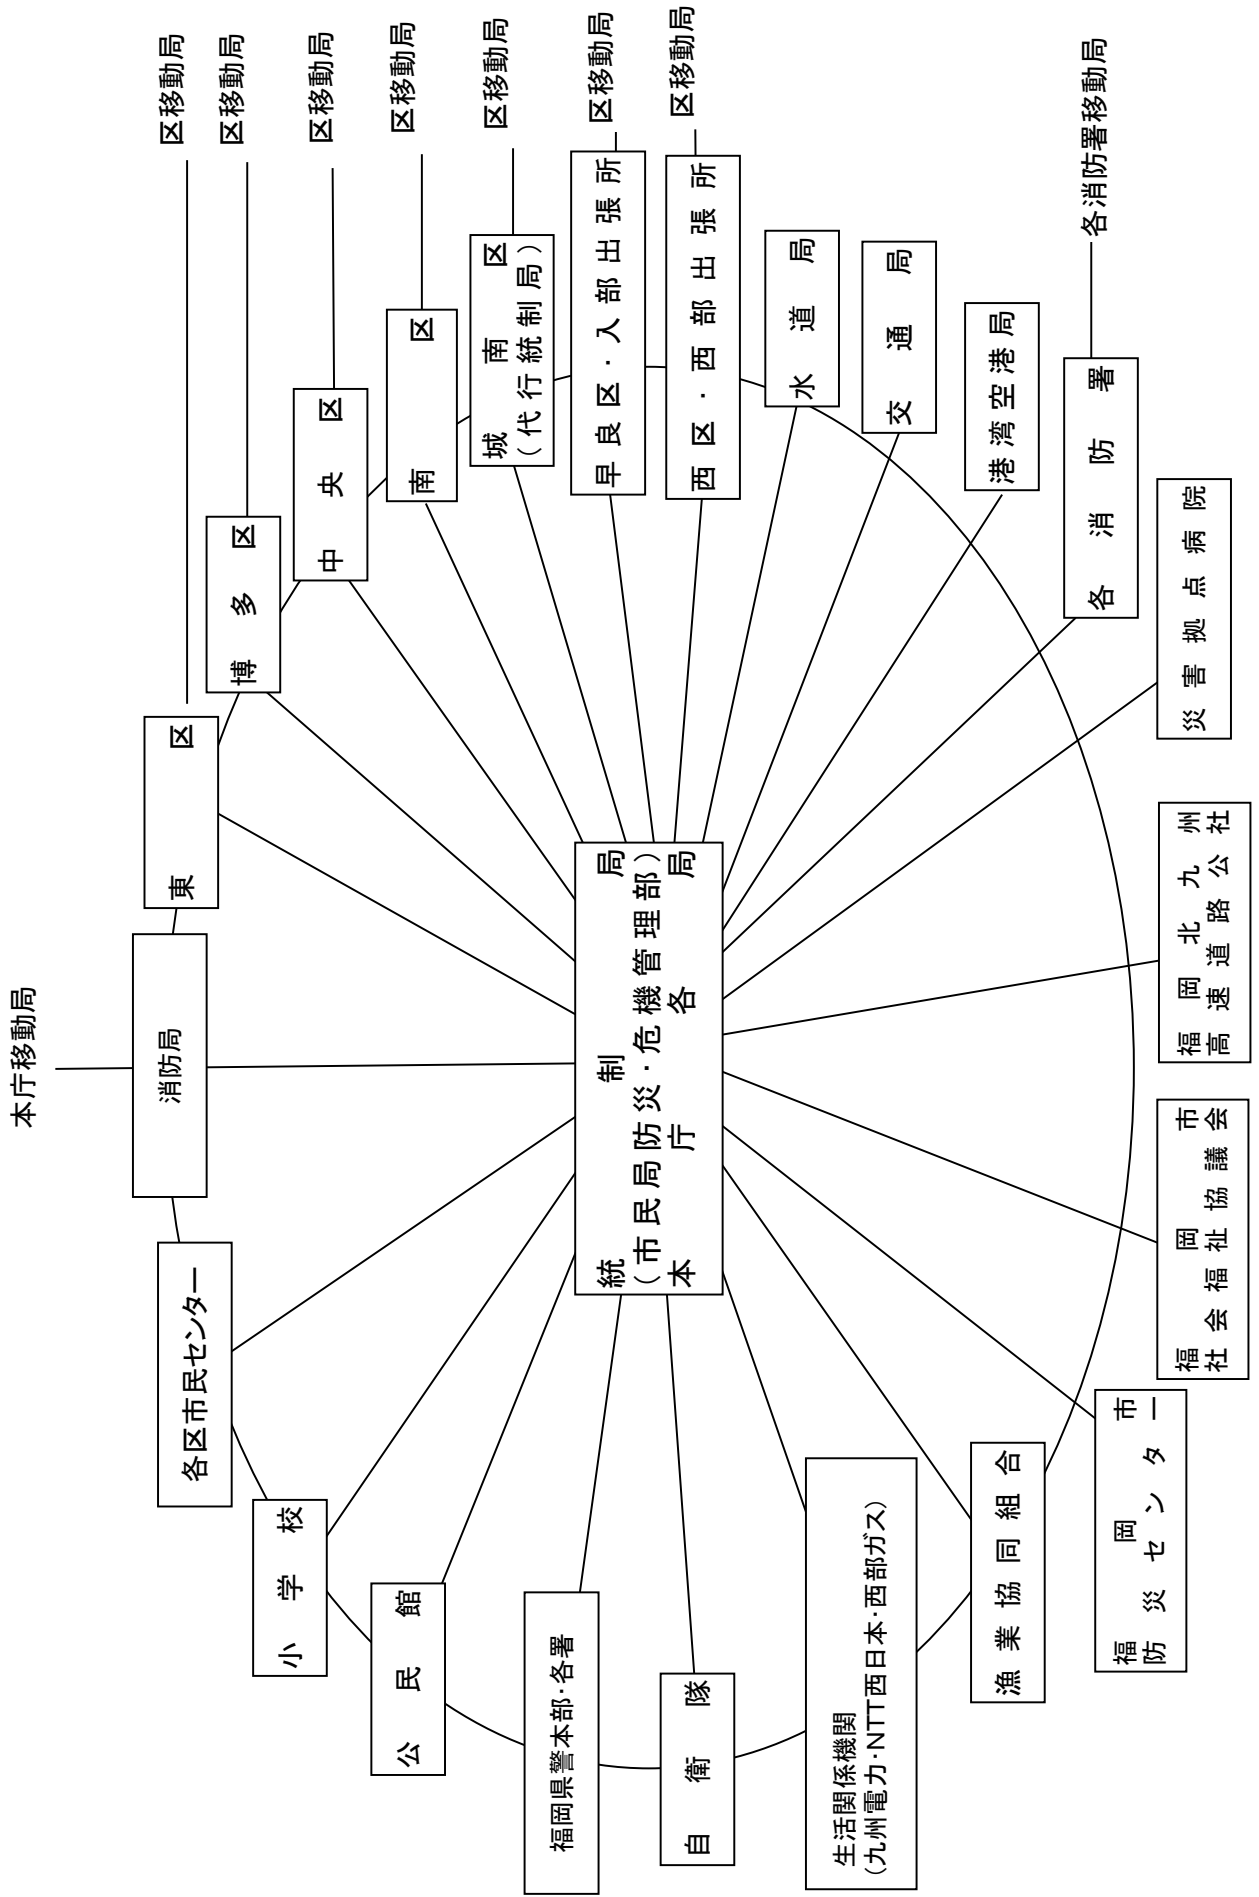 本庁移動局
消防局
東区
区移動局
博多区
区移動局
中央区
区移動局
南区
区移動局
城南区
（代行統制局）
区移動局
早良区・入部出張所
区移動局
西区・西部出張所
区移動局
水道局
交通局
港湾空港局
各消防署
各消防署移動局
災害拠点病院
福岡北九州
高速道路公社
福岡市
社会福祉協議会
福岡市
防災センター
漁業協同組合
生活関係機関
（九州電力・NTT西日本・西部ガス）
自衛隊
福岡県警本部・各署
公民館
小学校
各区市民センター
統制局
（市民局防災・危機管理部）
本庁各局